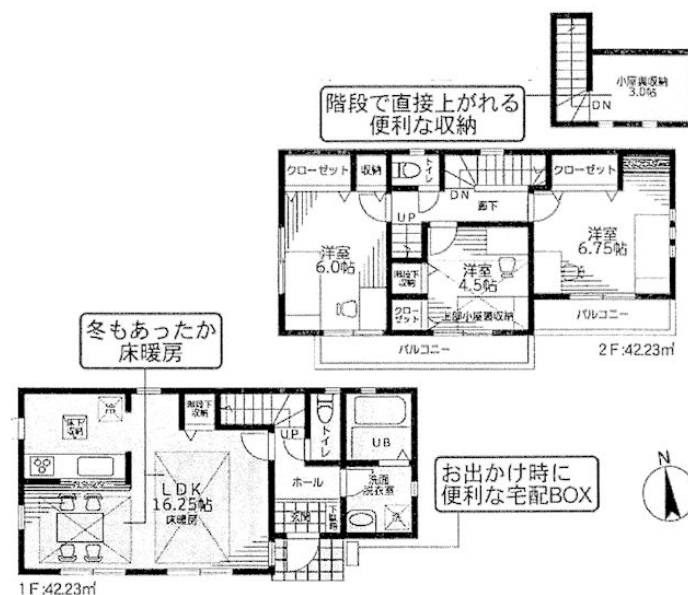 小屋裏収納
3.0帖
DN
階段で直接上がれる
便利な収納
クローゼット
収納
トイレ
クローゼット
DN
廊下
UP
洋室
6.0帖
洋室
6.75帖
洋室
4.5帖
階段下
収納
クロー
ゼット
上部小屋裏収納
バルコニー
バルコニー
2F:42.23㎡
冬もあったか
床暖房
床下
収納
階段下
収納
UP
トイレ
UB
ホール
洗面
脱衣室
洗
玄関
下駄箱
LDK
16.25帖
床暖房
お出かけ時に
便利な宅配BOX
N
1F:42.23㎡